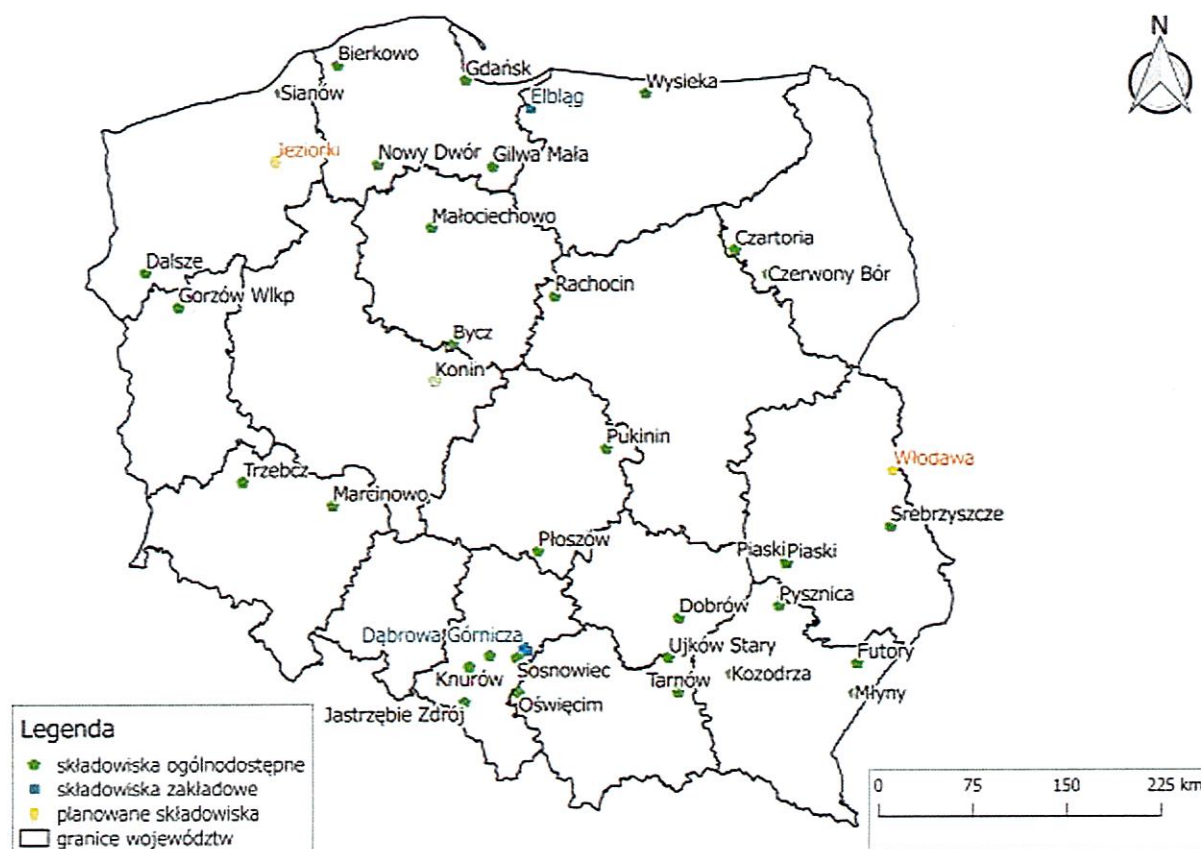 N
Bierkowo
Gdańsk
Wysieka
Sianów
Elbląg
Jeziorki
Nowy Dwór
Gilwa Mała
Małociechowo
Czartoria
Dalsze
Czerwony Bór
Gorzów Wlkp
Rachocin
Bycz
Konin
Pukinin
Trzebcz
Włodawa
Marcinowo
Srebrzyszcze
Płoszów
Piaski Piaski
Dobrów
Pysznica
Dąbrowa Górnicza
Ujków Stary
Futory
Knurów
Sosnowiec
Kozodrza
Tarnów
Młyny
Jastrzębie Zdrój
Oświęcim
Legenda
składowiska ogólnodostępne
składowiska zakładowe
planowane składowiska
granice województw
0 75 150 225 km